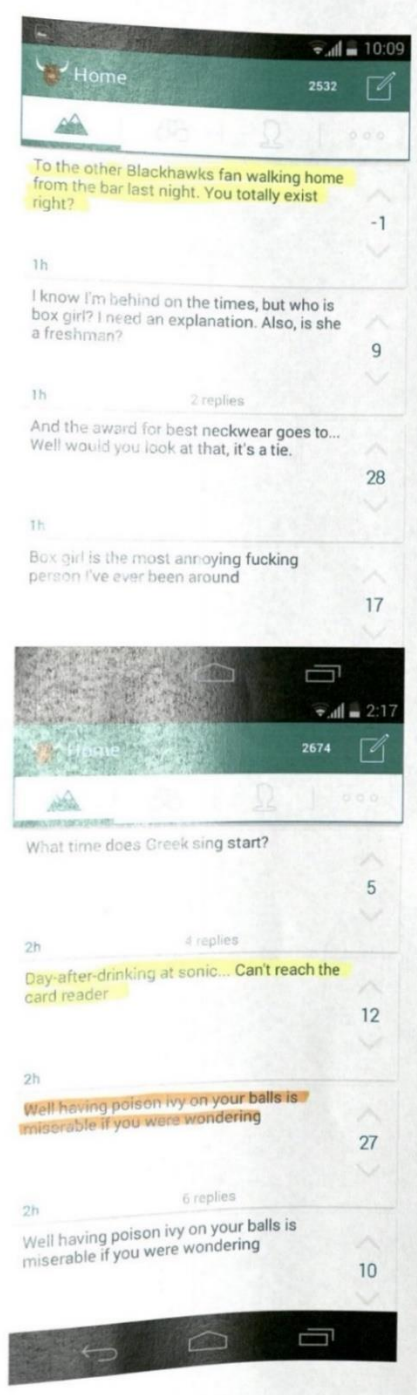 10:09
Home
2532
To the other Blackhawks fan walking home
from the bar last night. You totally exist
right?
-1
1h
I know I'm behind on the times, but who is
box girl? I need an explanation. Also, is she
a freshman?
9
1h
2 replies
And the award for best neckwear goes to...
Well would you look at that, it's a tie.
28
1h
Box girl is the most annoying fucking
person I've ever been around
17
2:17
Home
2674
What time does Greek sing start?
5
2h
4 replies
Day-after-drinking at sonic... Can't reach the
card reader
12
2h
Well having poison ivy on your balls is
miserable if you were wondering
27
2h
6 replies
Well having poison ivy on your balls is
miserable if you were wondering
10